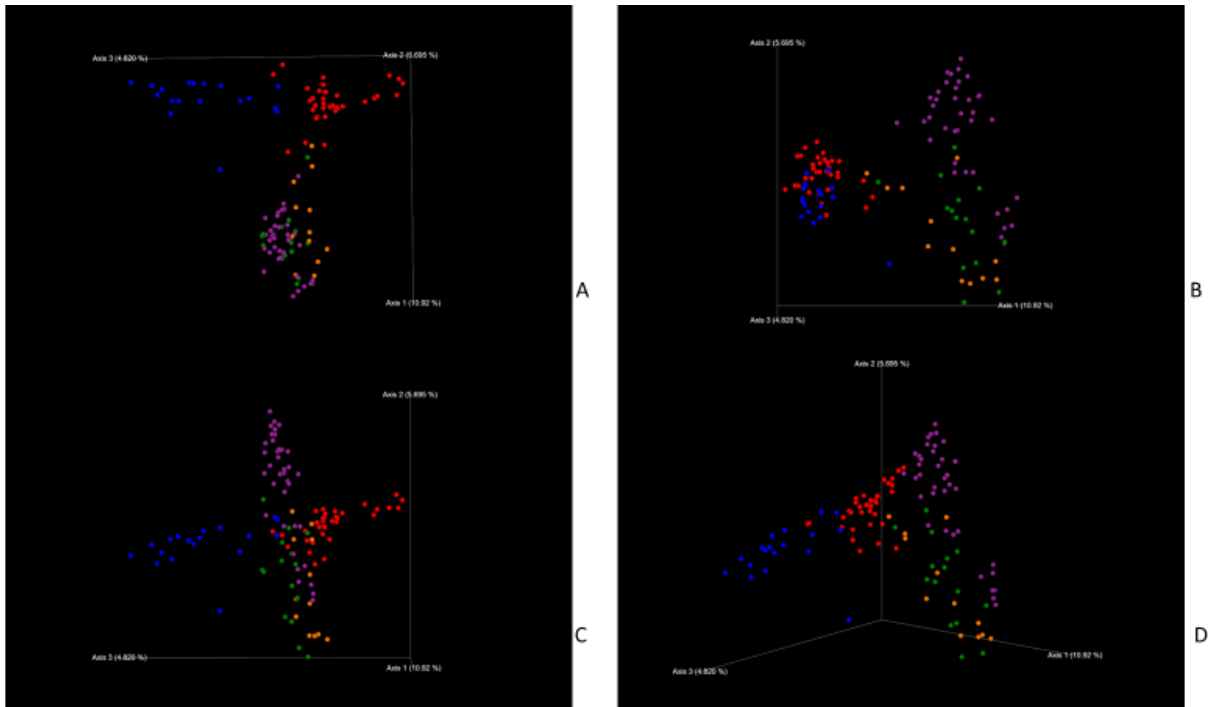 Axis 3 (4.820 %)
Axis 2 (5.695 %)
Axis 1 (10.92 %)
A
Axis 2 (5.695 %)
Axis 3 (4.820 %)
Axis 1 (10.92 %)
B
Axis 2 (5.695 %)
Axis 3 (4.820 %)
Axis 1 (10.92 %)
C
Axis 2 (5.695 %)
Axis 3 (4.820 %)
Axis 1 (10.92 %)
D